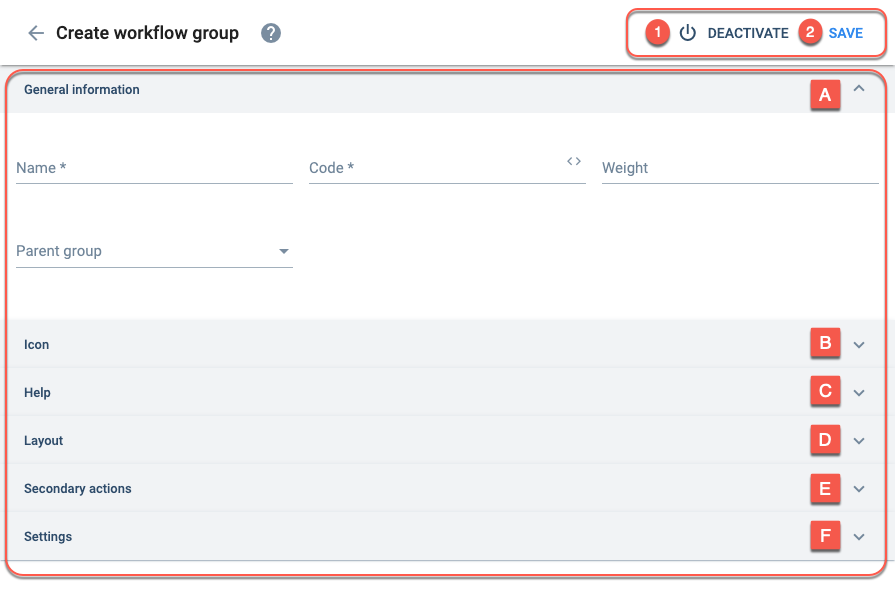 Create workflow group ?
1 DEACTIVATE 2 SAVE
General information A
Name * Code * <> Weight
Parent group
Icon B
Help C
Layout D
Secondary actions E
Settings F